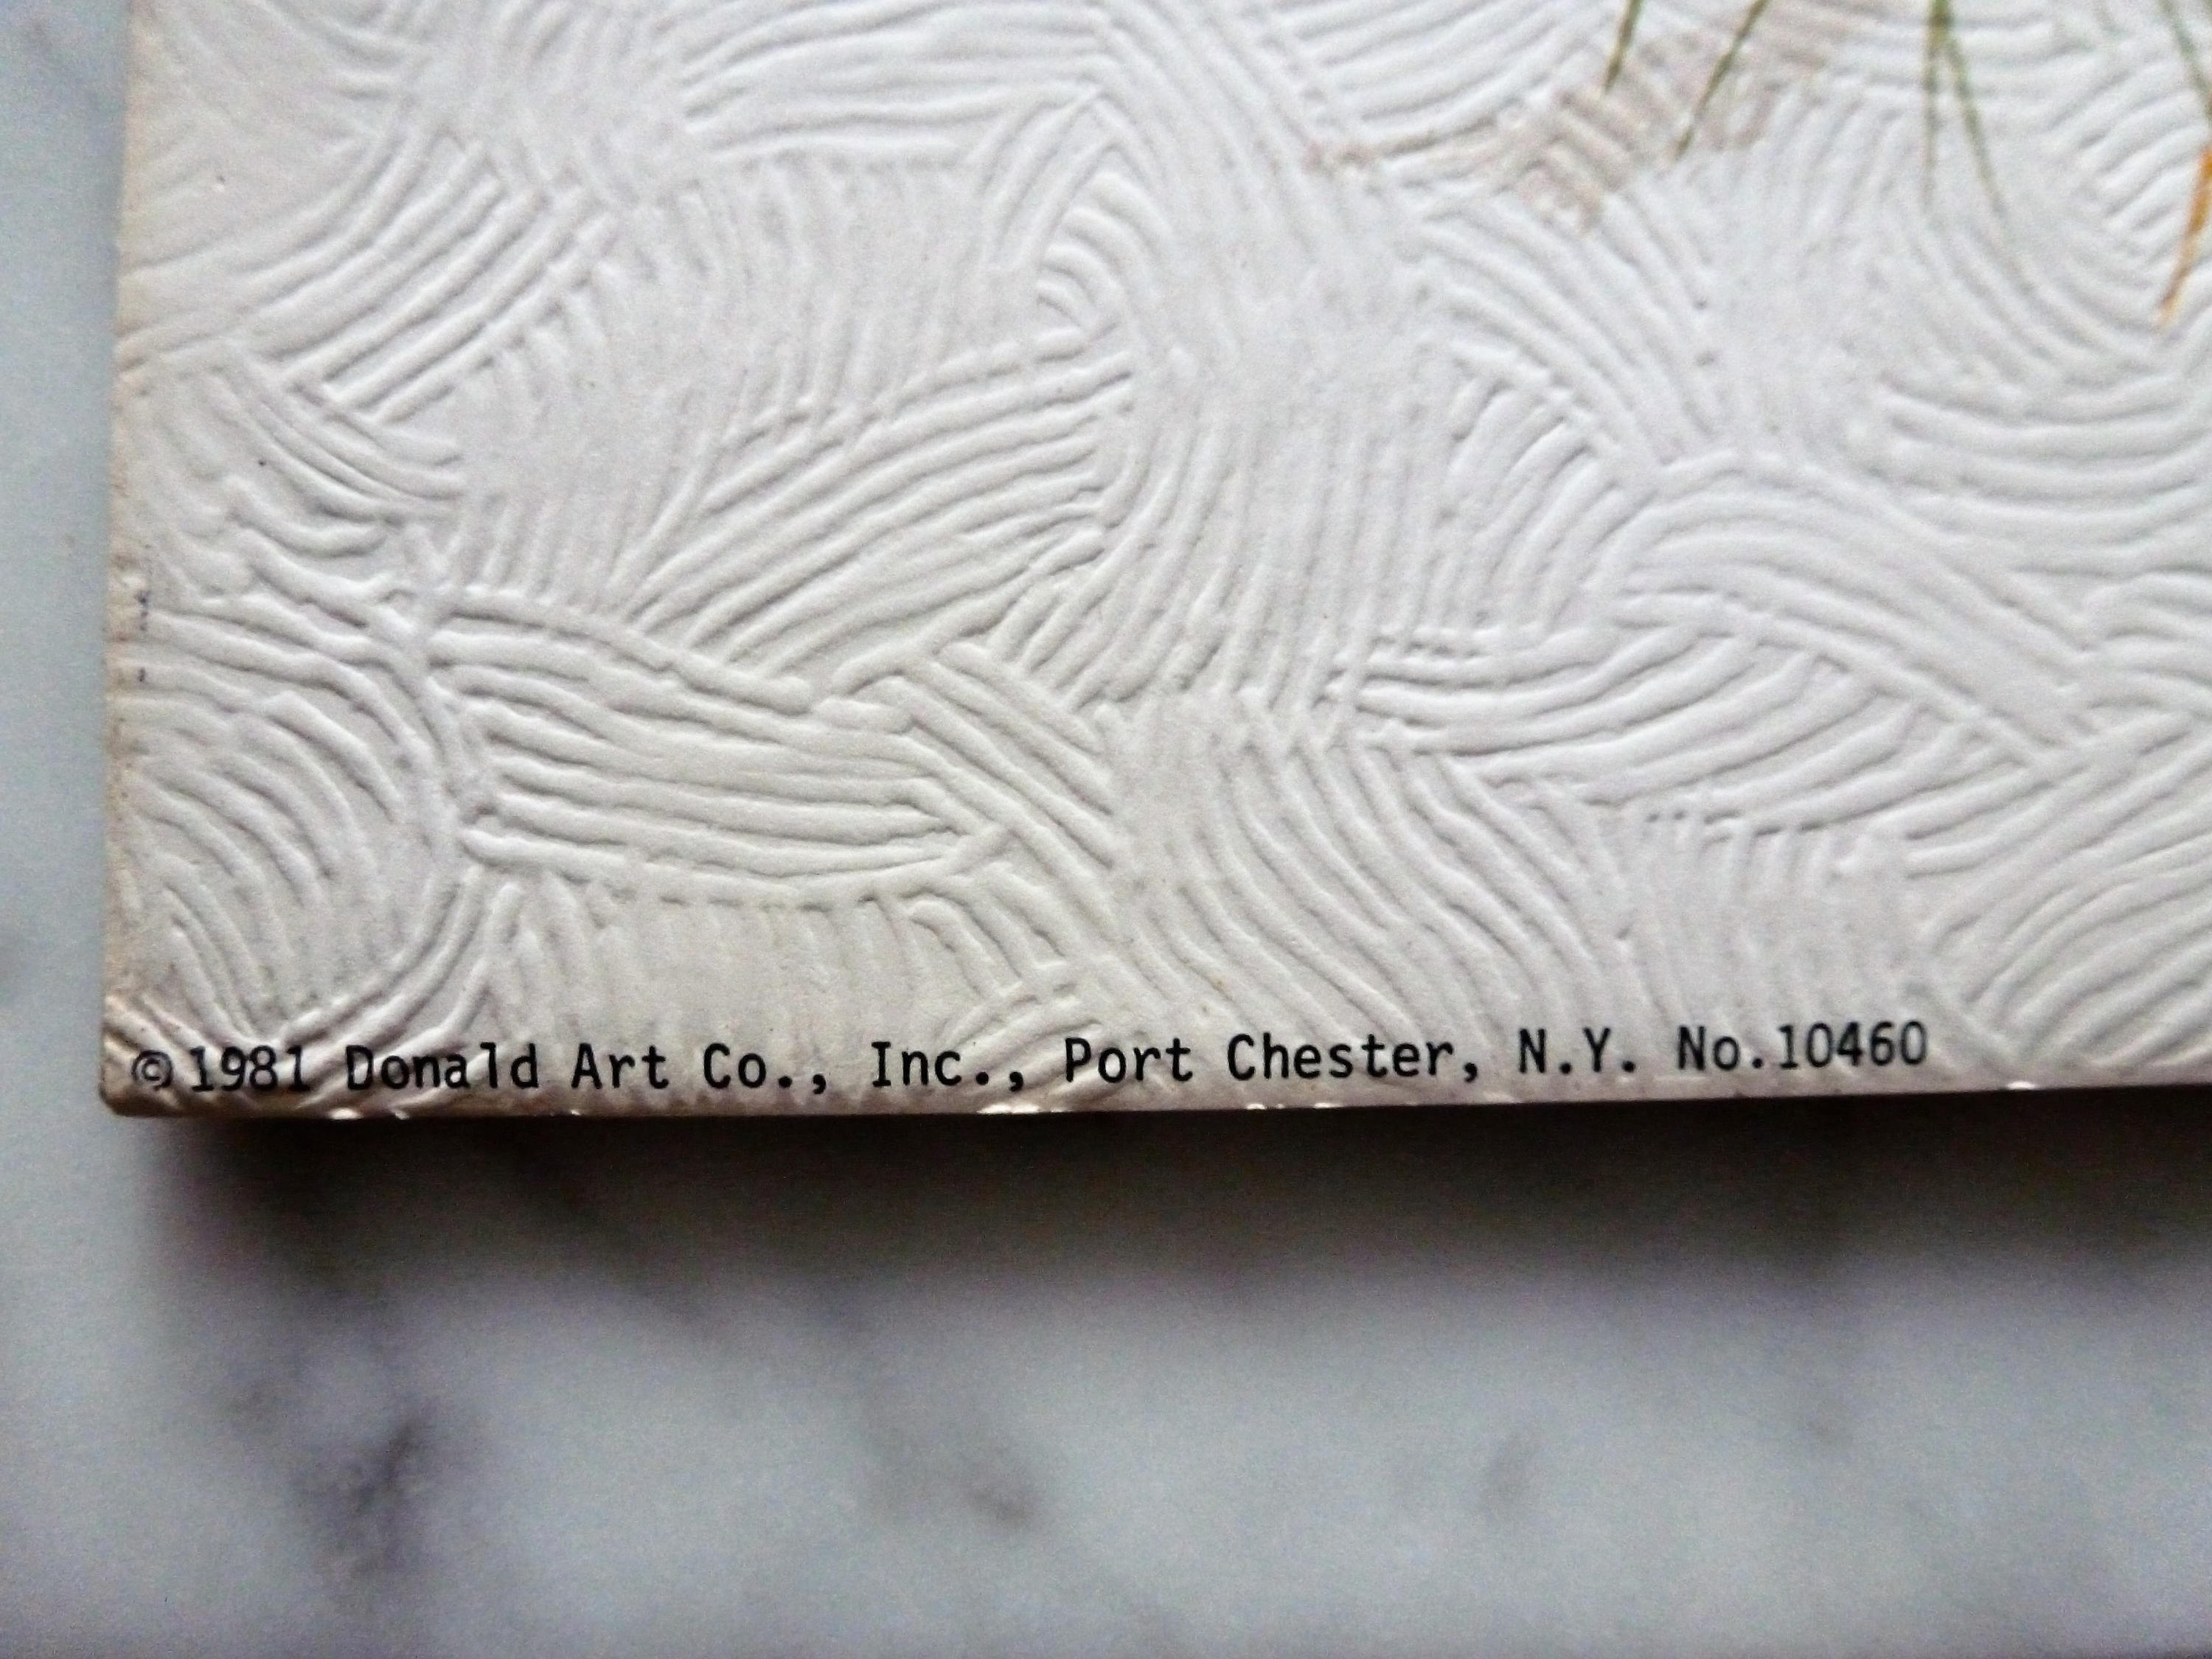 ©1981 Donald Art Co., Inc., Port Chester, N.Y. No.10460